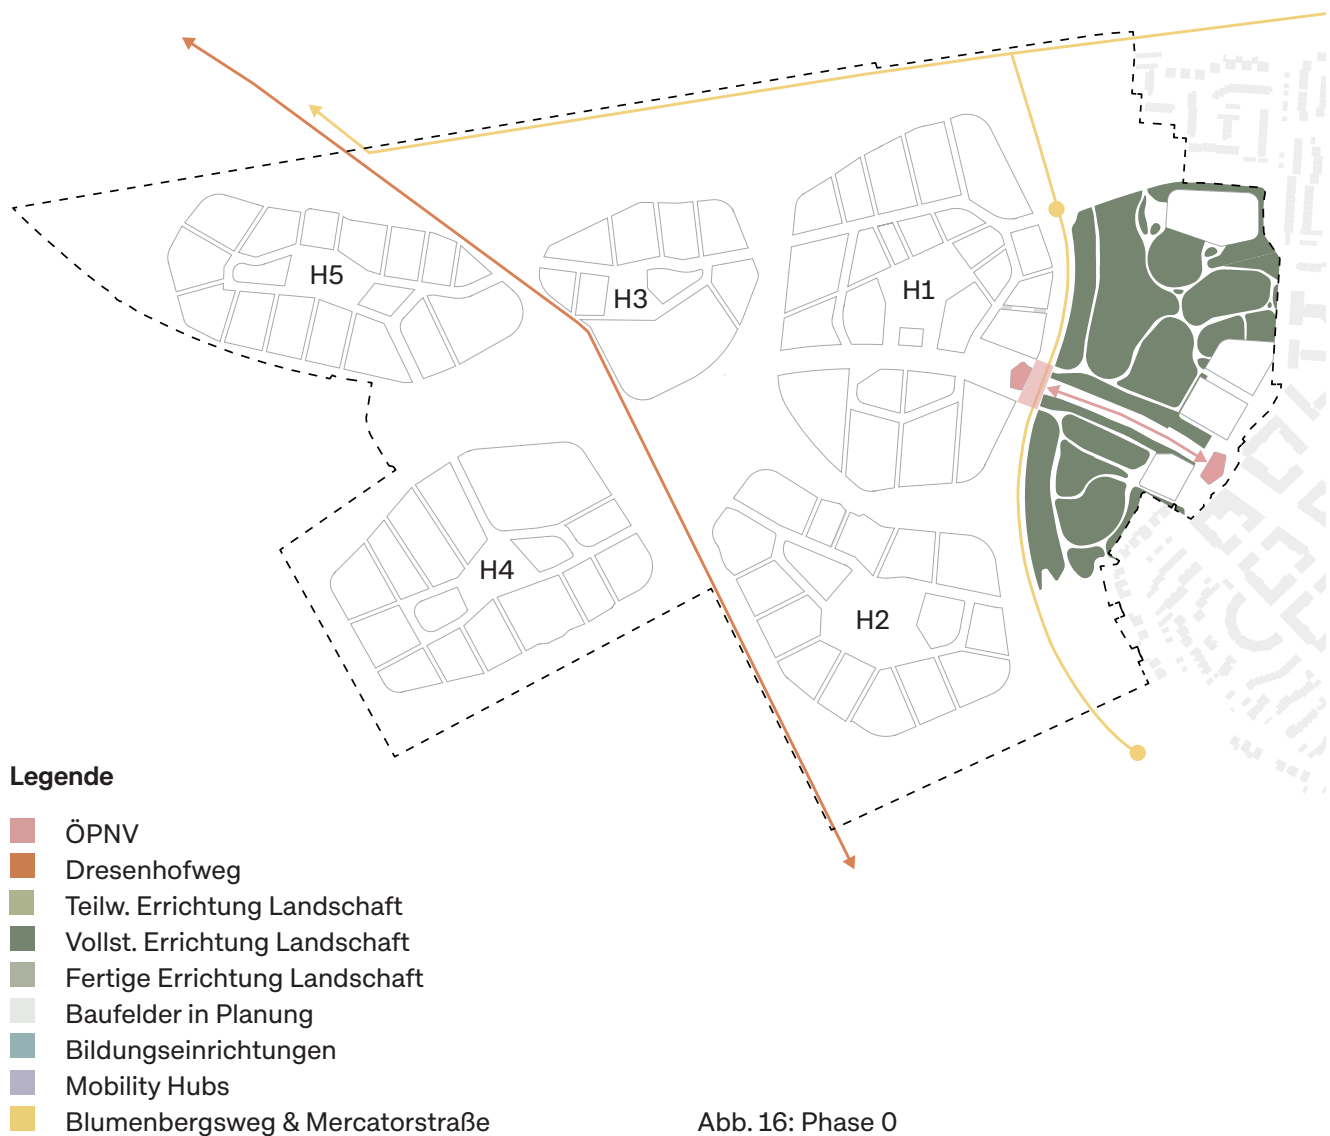 H5
H3
H1
H4
H2
Legende
ÖPNV
Dresenhofweg
Teilw. Errichtung Landschaft
Vollst. Errichtung Landschaft
Fertige Errichtung Landschaft
Baufelder in Planung
Bildungseinrichtungen
Mobility Hubs
Blumenbergsweg & Mercatorstraße
Abb. 16: Phase 0